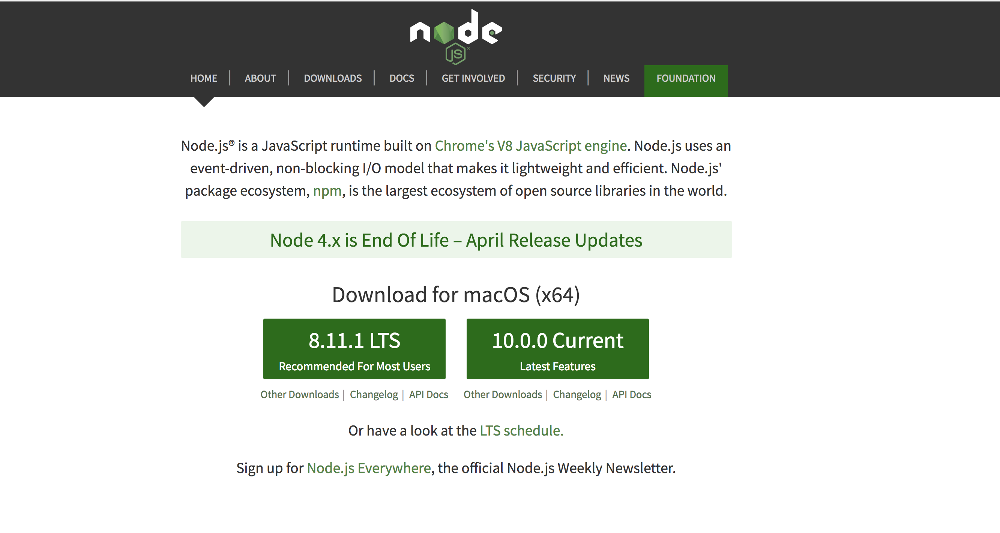 node
JS®
HOME | ABOUT | DOWNLOADS | DOCS | GET INVOLVED | SECURITY | NEWS FOUNDATION
Node.js® is a JavaScript runtime built on Chrome's V8 JavaScript engine. Node.js uses an
event-driven, non-blocking I/O model that makes it lightweight and efficient. Node.js'
package ecosystem, npm, is the largest ecosystem of open source libraries in the world.
Node 4.x is End Of Life – April Release Updates
Download for macOS (x64)
8.11.1 LTS
Recommended For Most Users
Other Downloads | Changelog | API Docs
10.0.0 Current
Latest Features
Other Downloads | Changelog | API Docs
Or have a look at the LTS schedule.
Sign up for Node.js Everywhere, the official Node.js Weekly Newsletter.